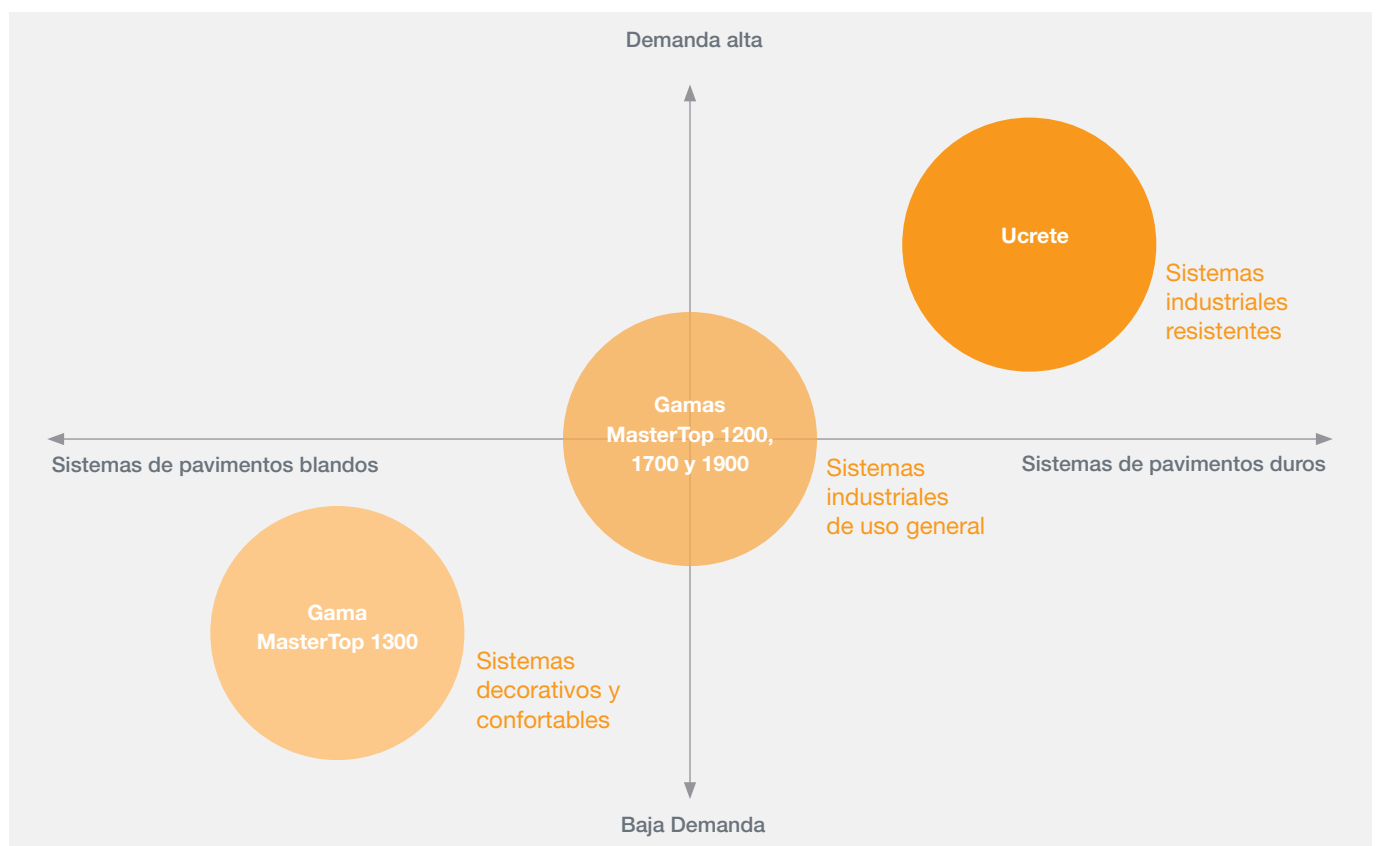 Demanda alta
Ucrete
Sistemas
industriales
resistentes
Gamas
MasterTop 1200,
1700 y 1900
Sistemas de pavimentos blandos
Sistemas de pavimentos duros
Sistemas
industriales
de uso general
Gama
MasterTop 1300
Sistemas
decorativos y
confortables
Baja Demanda